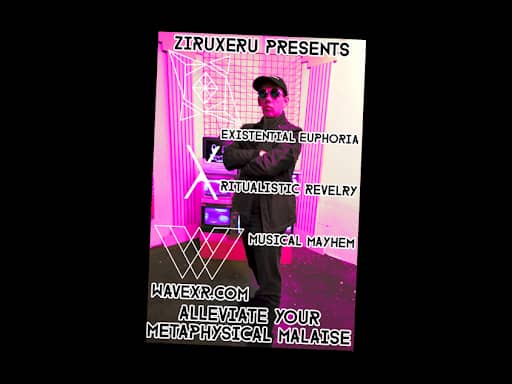 ZIRUXERU PRESENTS
EXISTENTIAL EUPHORIA
RITUALISTIC REVELRY
MUSICAL MAYHEM
WAVEXR.COM
ALLEVIATE YOUR
METAPHYSICAL MALAISE